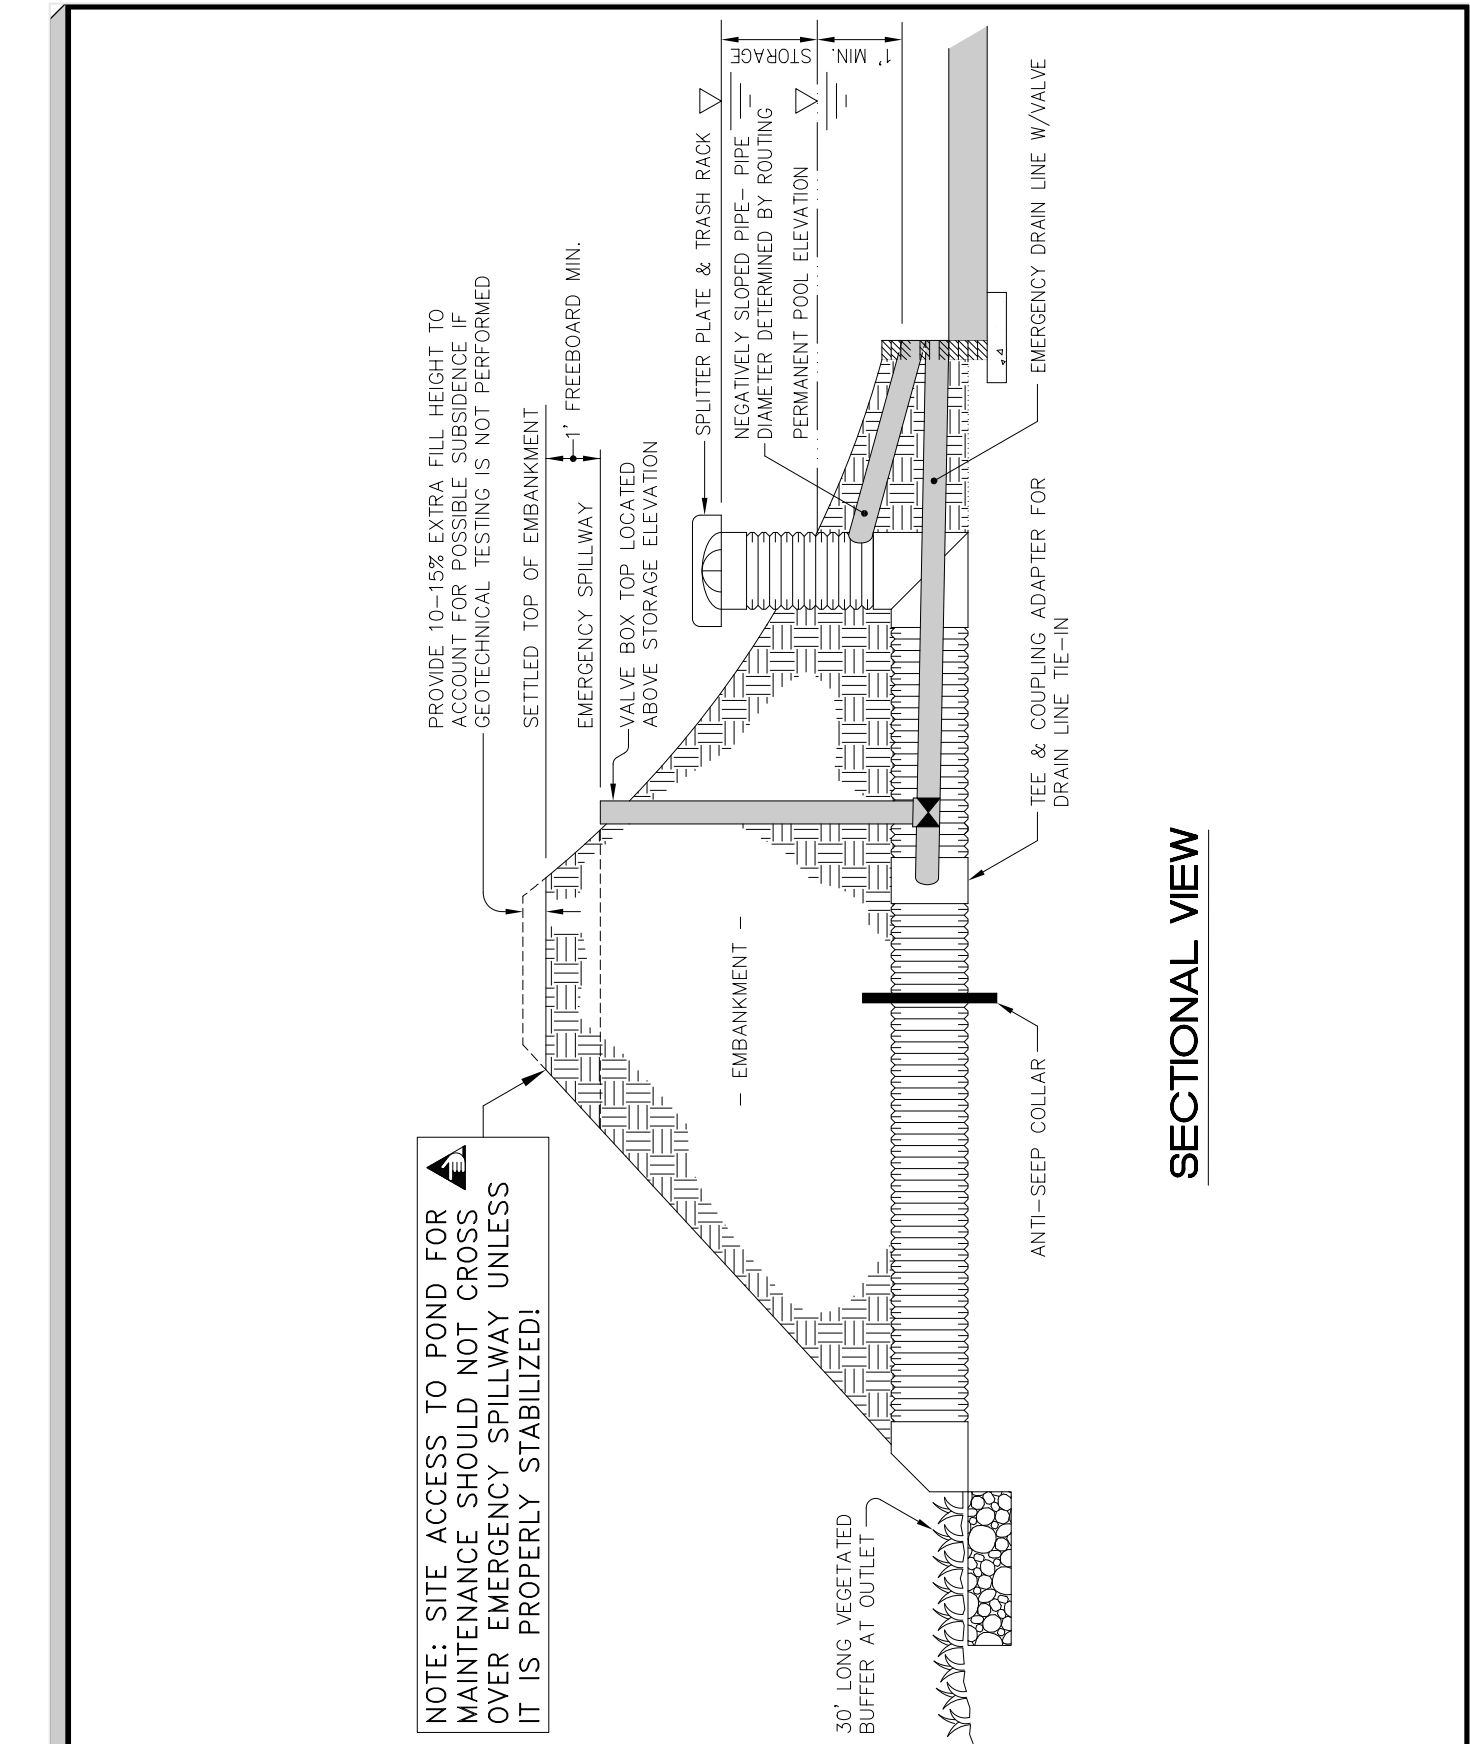 NOTE: SITE ACCESS TO POND FOR
MAINTENANCE SHOULD NOT CROSS
OVER EMERGENCY SPILLWAY UNLESS
IT IS PROPERLY STABILIZED!
PROVIDE 10-15% EXTRA FILL HEIGHT TO
ACCOUNT FOR POSSIBLE SUBSIDENCE IF
GEOTECHNICAL TESTING IS NOT PERFORMED
SETTLED TOP OF EMBANKMENT
1' FREEBOARD MIN.
EMERGENCY SPILLWAY
VALVE BOX TOP LOCATED
ABOVE STORAGE ELEVATION
SPLITTER PLATE & TRASH RACK
NEGATIVELY SLOPED PIPE- PIPE
DIAMETER DETERMINED BY ROUTING
PERMANENT POOL ELEVATION
STORAGE
1' MIN.
- EMBANKMENT -
30' LONG VEGETATED
BUFFER AT OUTLET
ANTI-SEEP COLLAR
TEE & COUPLING ADAPTER FOR
DRAIN LINE TIE-IN
EMERGENCY DRAIN LINE W/VALVE
SECTIONAL VIEW